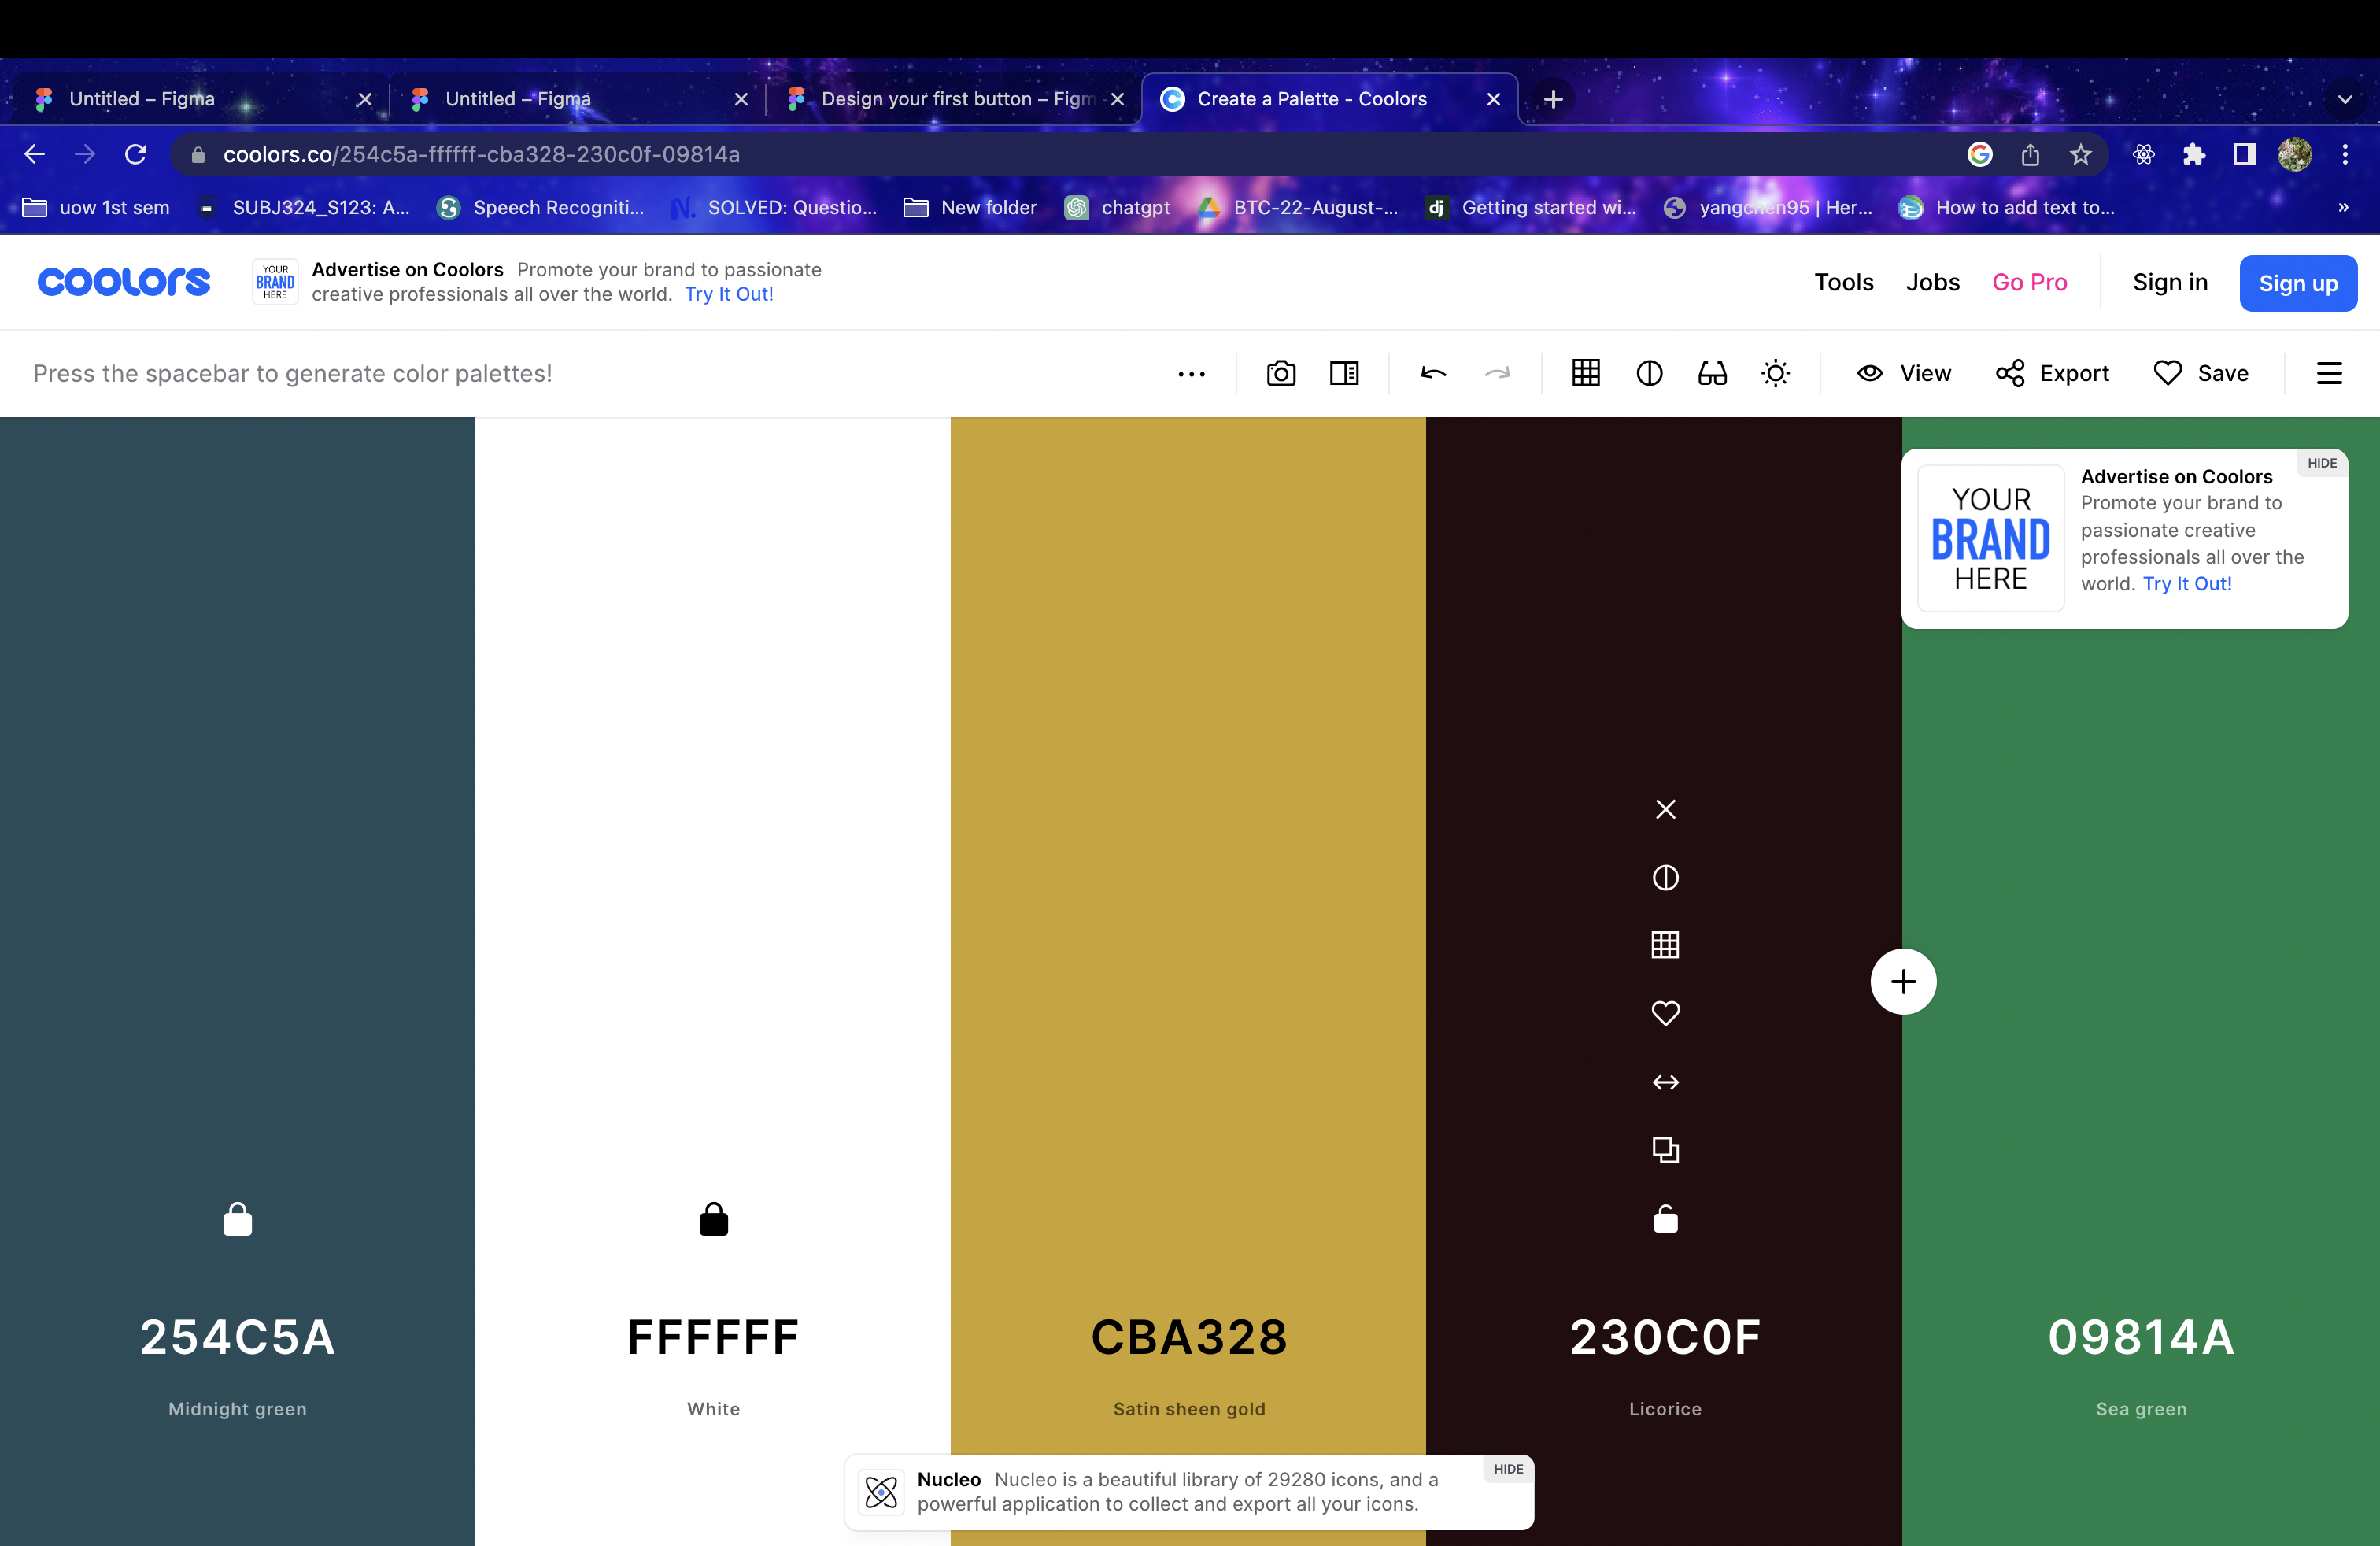 Untitled – Figma
Untitled – Figma
Design your first button – Figm
Create a Palette - Coolors
coolors.co/254c5a-ffffff-cba328-230c0f-09814a
uow 1st sem
SUBJ324_S123: A...
Speech Recogniti...
SOLVED: Questio...
New folder
chatgpt
BTC-22-August-...
dj
Getting started wi...
yangchen95 | Her...
How to add text to...
»
coolors
YOUR
BRAND
HERE
Advertise on Coolors Promote your brand to passionate
creative professionals all over the world. Try It Out!
Tools
Jobs
Go Pro
Sign in
Sign up
Press the spacebar to generate color palettes!
View
Export
Save
HIDE
YOUR
BRAND
HERE
Advertise on Coolors
Promote your brand to
passionate creative
professionals all over the
world. Try It Out!
254C5A
Midnight green
FFFFFF
White
CBA328
Satin sheen gold
230C0F
Licorice
09814A
Sea green
HIDE
Nucleo Nucleo is a beautiful library of 29280 icons, and a
powerful application to collect and export all your icons.